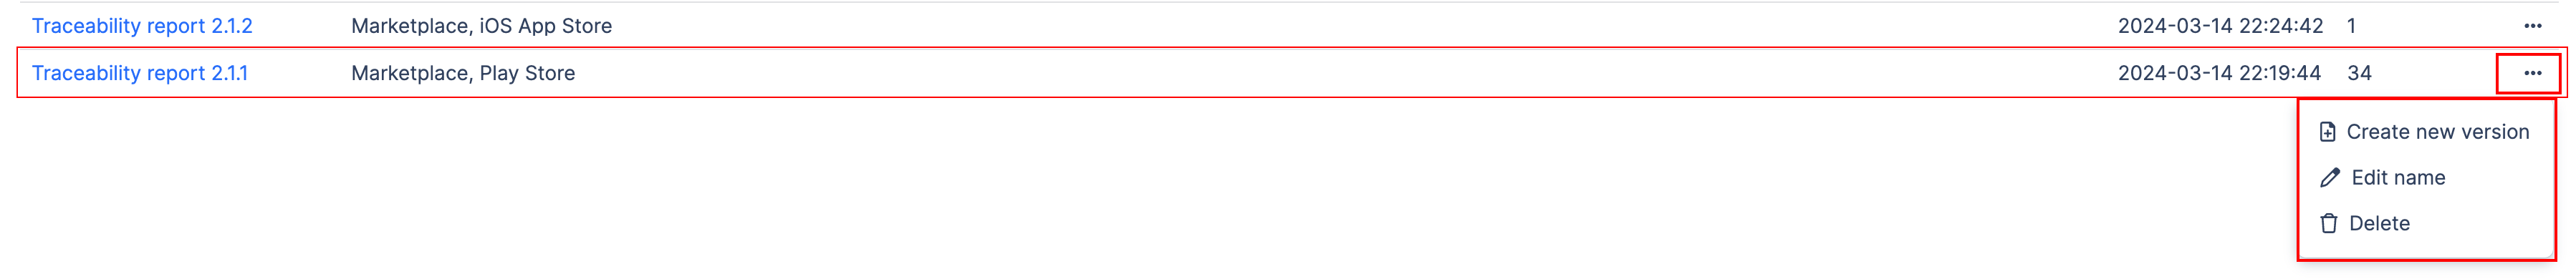 Traceability report 2.1.2 Marketplace, iOS App Store 2024-03-14 22:24:42 1 •••
Traceability report 2.1.1 Marketplace, Play Store 2024-03-14 22:19:44 34 •••
Create new version
Edit name
Delete